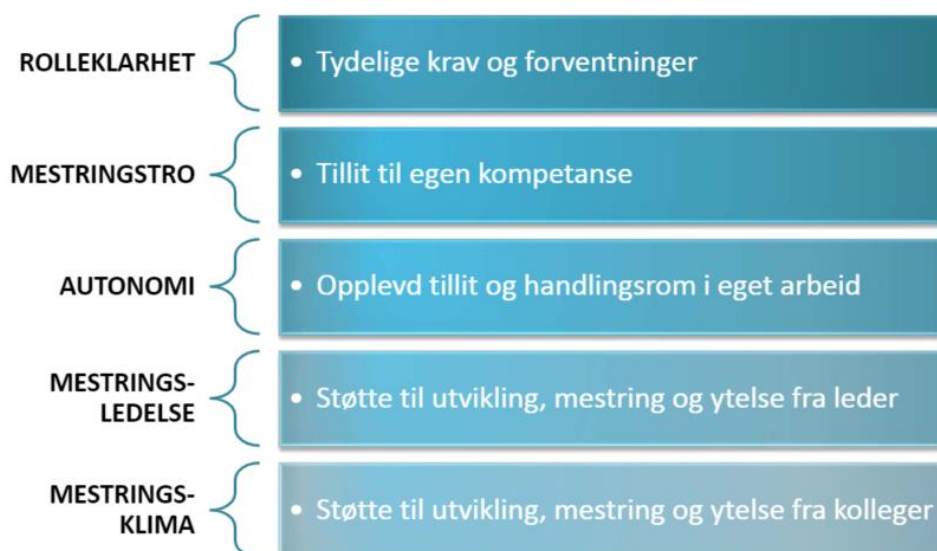 ROLLEKLARHET
• Tydelige krav og forventninger
MESTRINGSTRO
• Tillit til egen kompetanse
AUTONOMI
• Opplevd tillit og handlingsrom i eget arbeid
MESTRINGS-
LEDELSE
• Støtte til utvikling, mestring og ytelse fra leder
MESTRINGS-
KLIMA
• Støtte til utvikling, mestring og ytelse fra kolleger